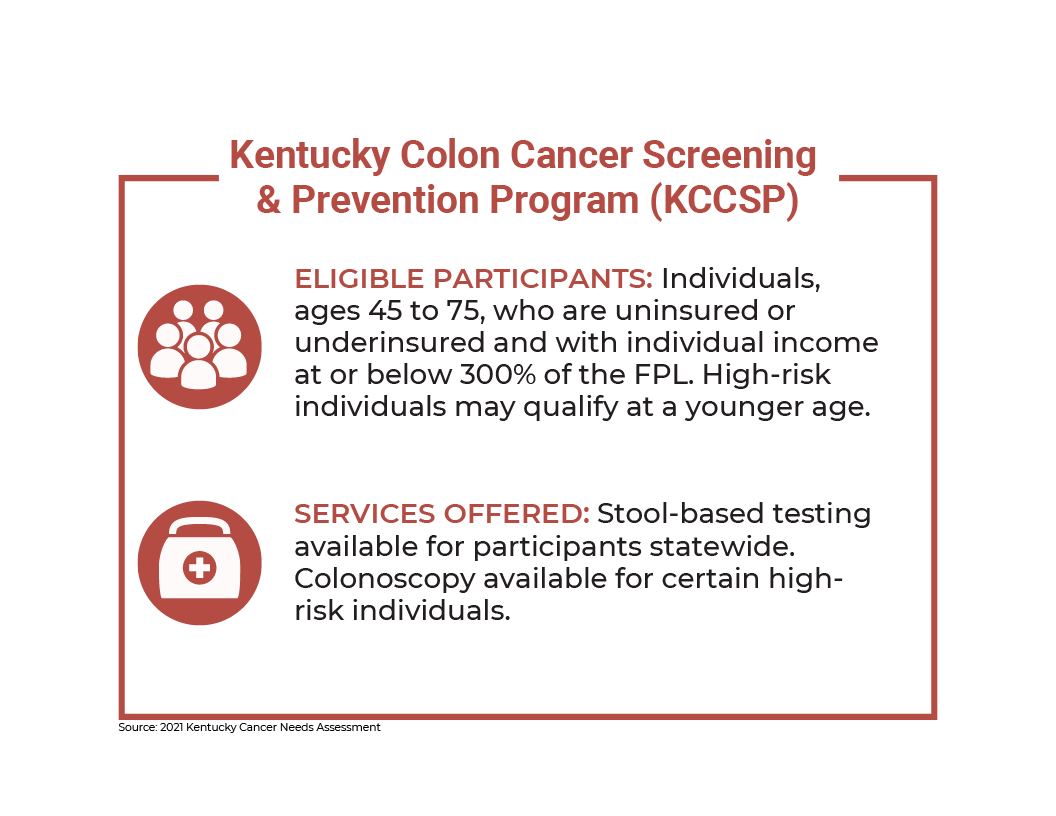 Kentucky Colon Cancer Screening
& Prevention Program (KCCSP)
ELIGIBLE PARTICIPANTS: Individuals,
ages 45 to 75, who are uninsured or
underinsured and with individual income
at or below 300% of the FPL. High-risk
individuals may qualify at a younger age.
SERVICES OFFERED: Stool-based testing
available for participants statewide.
Colonoscopy available for certain high-
risk individuals.
Source: 2021 Kentucky Cancer Needs Assessment